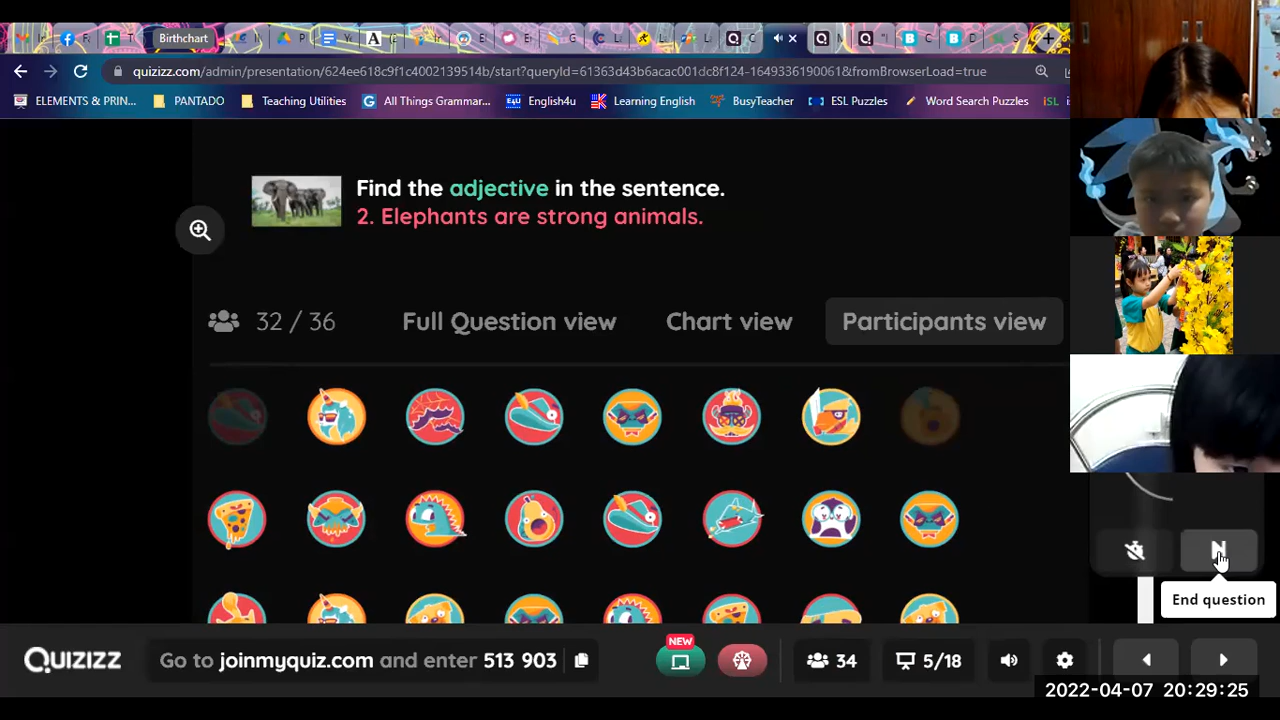 Birthchart
quizizz.com/admin/presentation/624ee618c9f1c4002139514b/start?queryId=61363d43b6acac001dc8f124-1649336190061&fromBrowserLoad=true
ELEMENTS & PRIN... PANTADO Teaching Utilities All Things Grammar... English4u Learning English BusyTeacher ESL Puzzles Word Search Puzzles iSL
Find the adjective in the sentence.
2. Elephants are strong animals.
32 / 36 Full Question view Chart view Participants view
End question
NEW
Quizizz Go to joinmyquiz.com and enter 513 903 34 5/18
2022-04-07 20:29:25